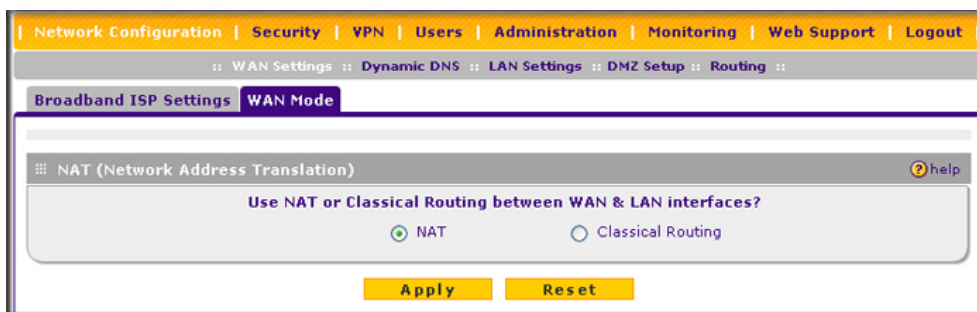 | Network Configuration | Security | VPN | Users | Administration | Monitoring | Web Support | Logout
:: WAN Settings :: Dynamic DNS :: LAN Settings :: DMZ Setup :: Routing ::
Broadband ISP Settings WAN Mode
NAT (Network Address Translation) ? help
Use NAT or Classical Routing between WAN & LAN interfaces?
NAT Classical Routing
Apply Reset